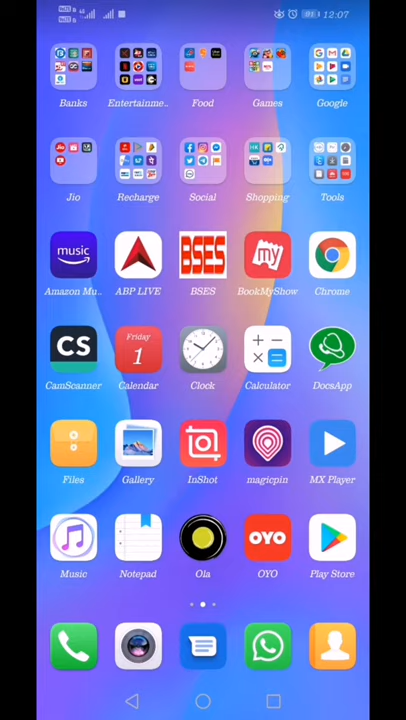 12:07
Banks
Entertainme..
Food
Games
Google
Jio
Recharge
Social
Shopping
Tools
music
BSES
my
Amazon Mu..
ABP LIVE
BSES
BookMyShow
Chrome
CS
Friday
1
CamScanner
Calendar
Clock
Calculator
DocsApp
Files
Gallery
InShot
magicpin
MX Player
OYO
Music
Notepad
Ola
OYO
Play Store